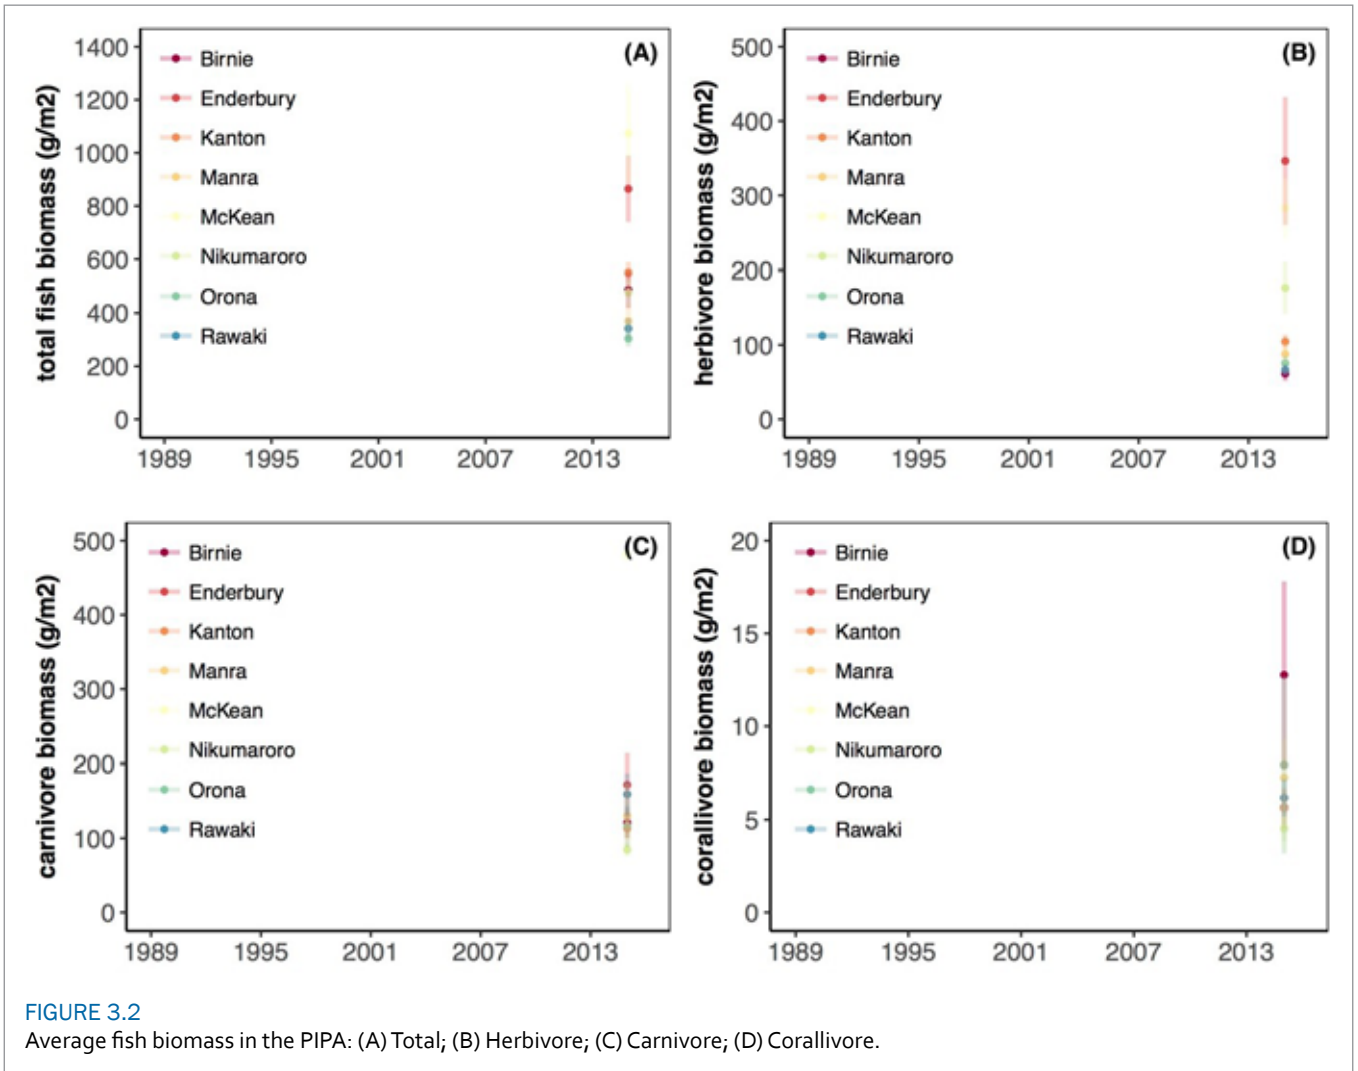 total fish biomass (g/m2)
1400
1200
1000
800
600
400
200
0
Birnie
Enderbury
Kanton
Manra
McKean
Nikumaroro
Orona
Rawaki
(A)
1989 1995 2001 2007 2013
herbivore biomass (g/m2)
500
400
300
200
100
0
Birnie
Enderbury
Kanton
Manra
McKean
Nikumaroro
Orona
Rawaki
(B)
1989 1995 2001 2007 2013
carnivore biomass (g/m2)
500
400
300
200
100
0
Birnie
Enderbury
Kanton
Manra
McKean
Nikumaroro
Orona
Rawaki
(C)
1989 1995 2001 2007 2013
corallivore biomass (g/m2)
20
15
10
5
0
Birnie
Enderbury
Kanton
Manra
McKean
Nikumaroro
Orona
Rawaki
(D)
1989 1995 2001 2007 2013
FIGURE 3.2
Average fish biomass in the PIPA: (A) Total; (B) Herbivore; (C) Carnivore; (D) Corallivore.